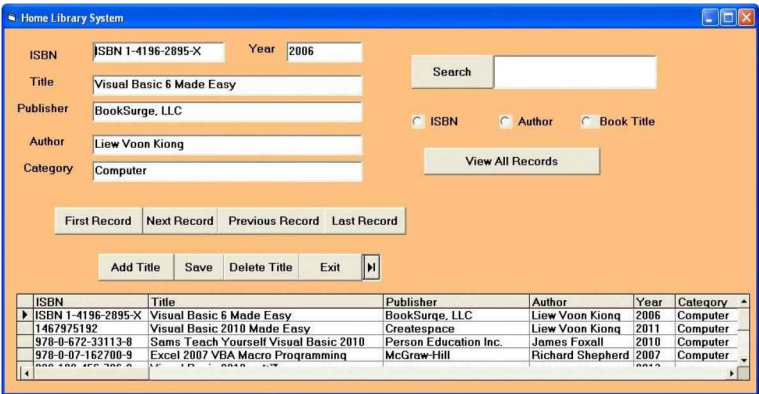 Home Library System
ISBN ISBN 1-4196-2895-X Year 2006
Title Visual Basic 6 Made Easy
Publisher BookSurge, LLC
Author Liew Voon Kiong
Category Computer
Search
ISBN Author Book Title
View All Records
First Record Next Record Previous Record Last Record
Add Title Save Delete Title Exit
ISBN Title Publisher Author Year Category
ISBN 1-4196-2895-X Visual Basic 6 Made Easy BookSurge, LLC Liew Voon Kiong 2006 Computer
1467975192 Visual Basic 2010 Made Easy Createspace Liew Voon Kiong 2011 Computer
978-0-672-33113-8 Sams Teach Yourself Visual Basic 2010 Person Education Inc. James Foxall 2010 Computer
978-0-07-162700-9 Excel 2007 VBA Macro Programming McGraw-Hill Richard Shepherd 2007 Computer